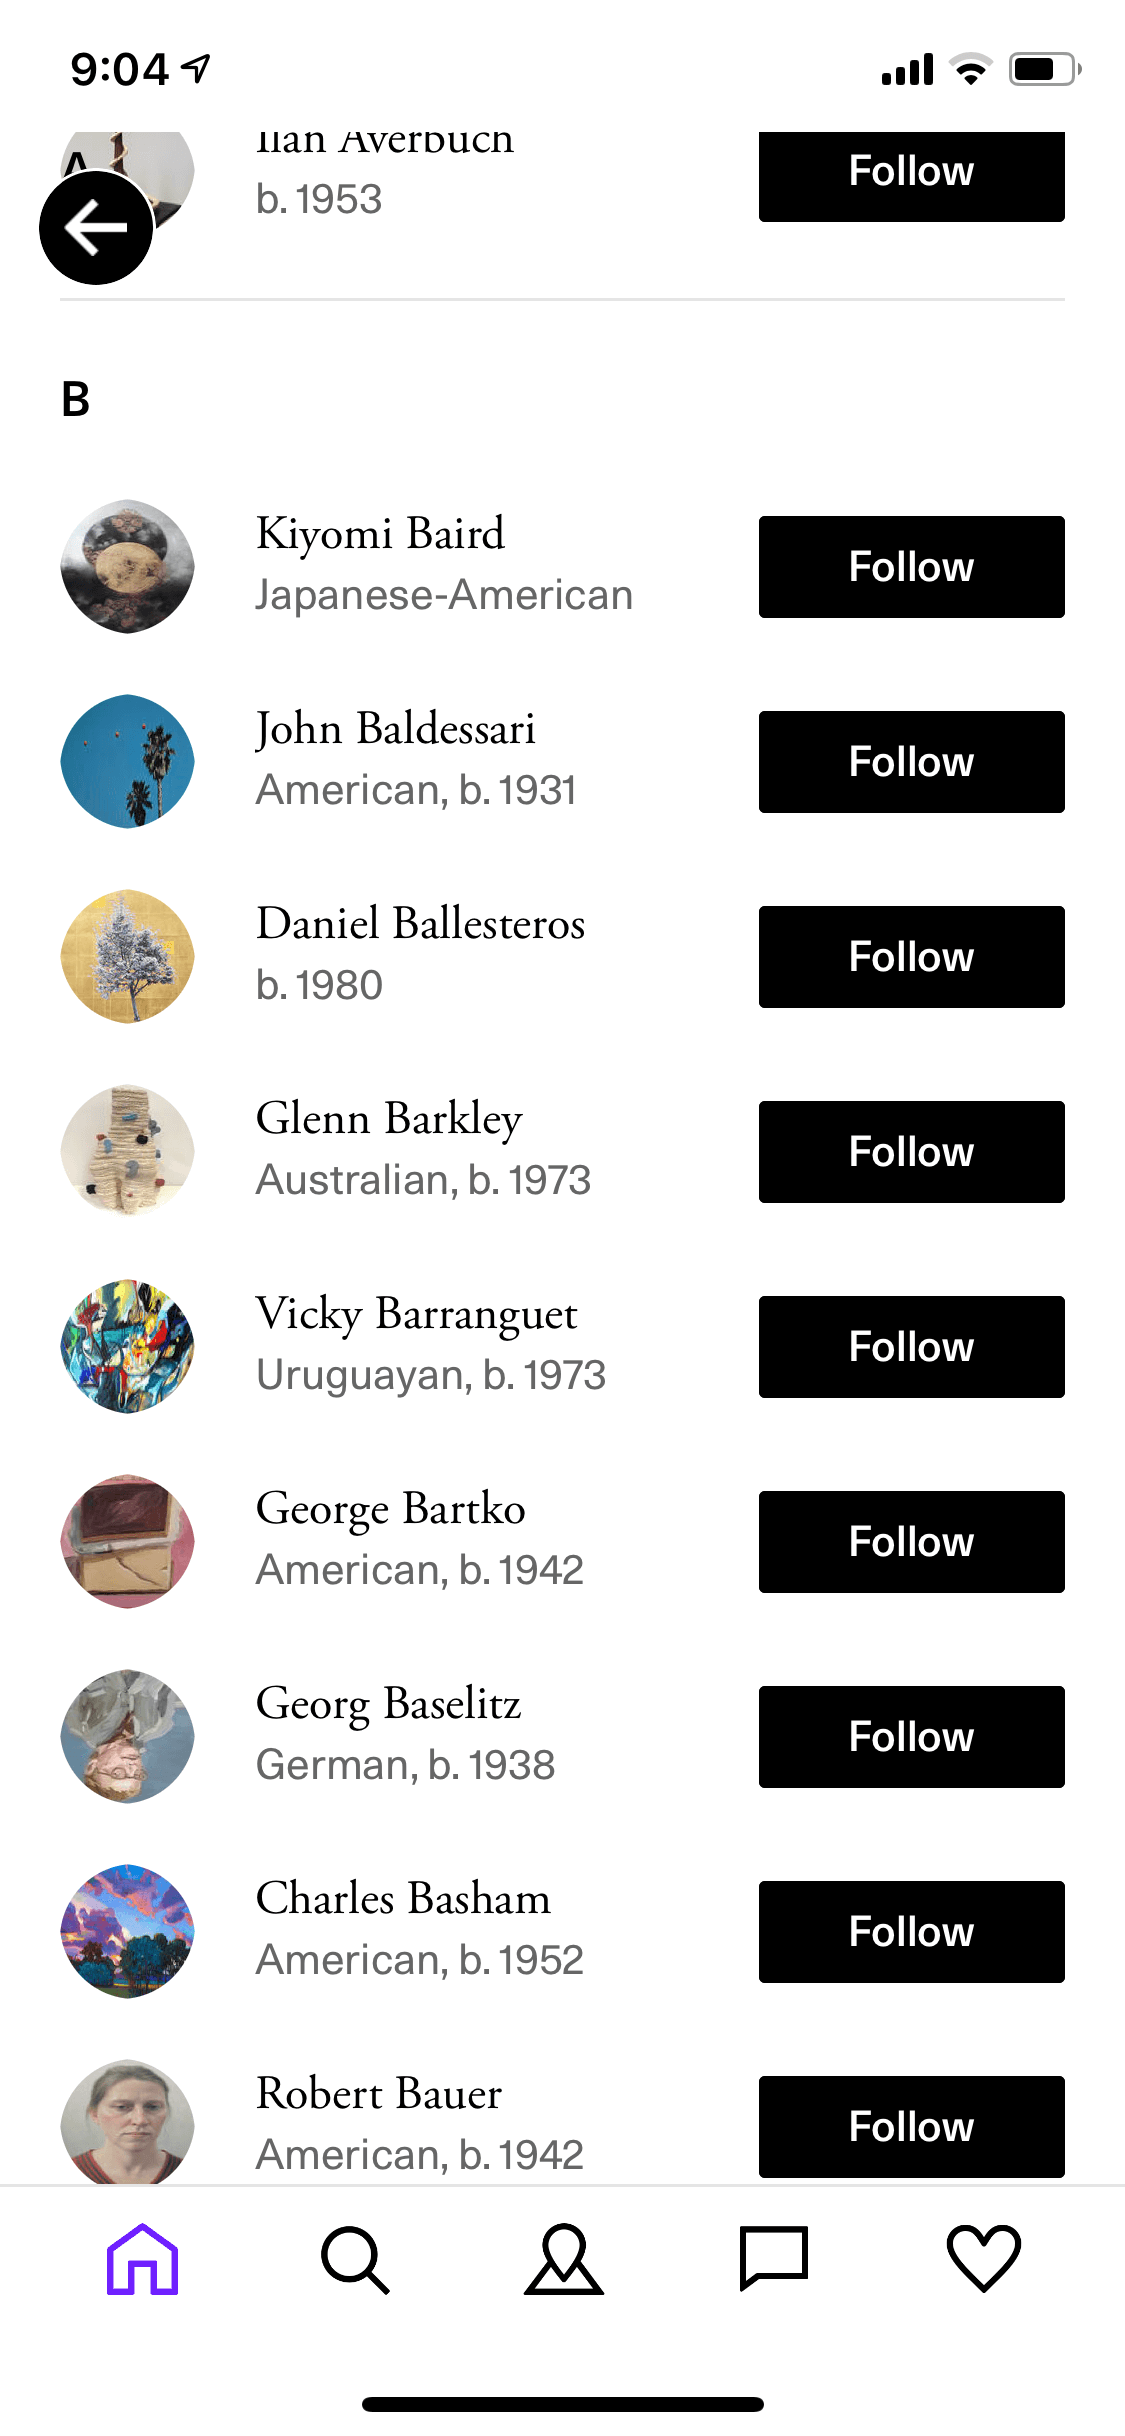 9:04
A
Ilan Averbuch
b. 1953
Follow
B
Kiyomi Baird
Japanese-American
Follow
John Baldessari
American, b. 1931
Follow
Daniel Ballesteros
b. 1980
Follow
Glenn Barkley
Australian, b. 1973
Follow
Vicky Barranguet
Uruguayan, b. 1973
Follow
George Bartko
American, b. 1942
Follow
Georg Baselitz
German, b. 1938
Follow
Charles Basham
American, b. 1952
Follow
Robert Bauer
American, b. 1942
Follow